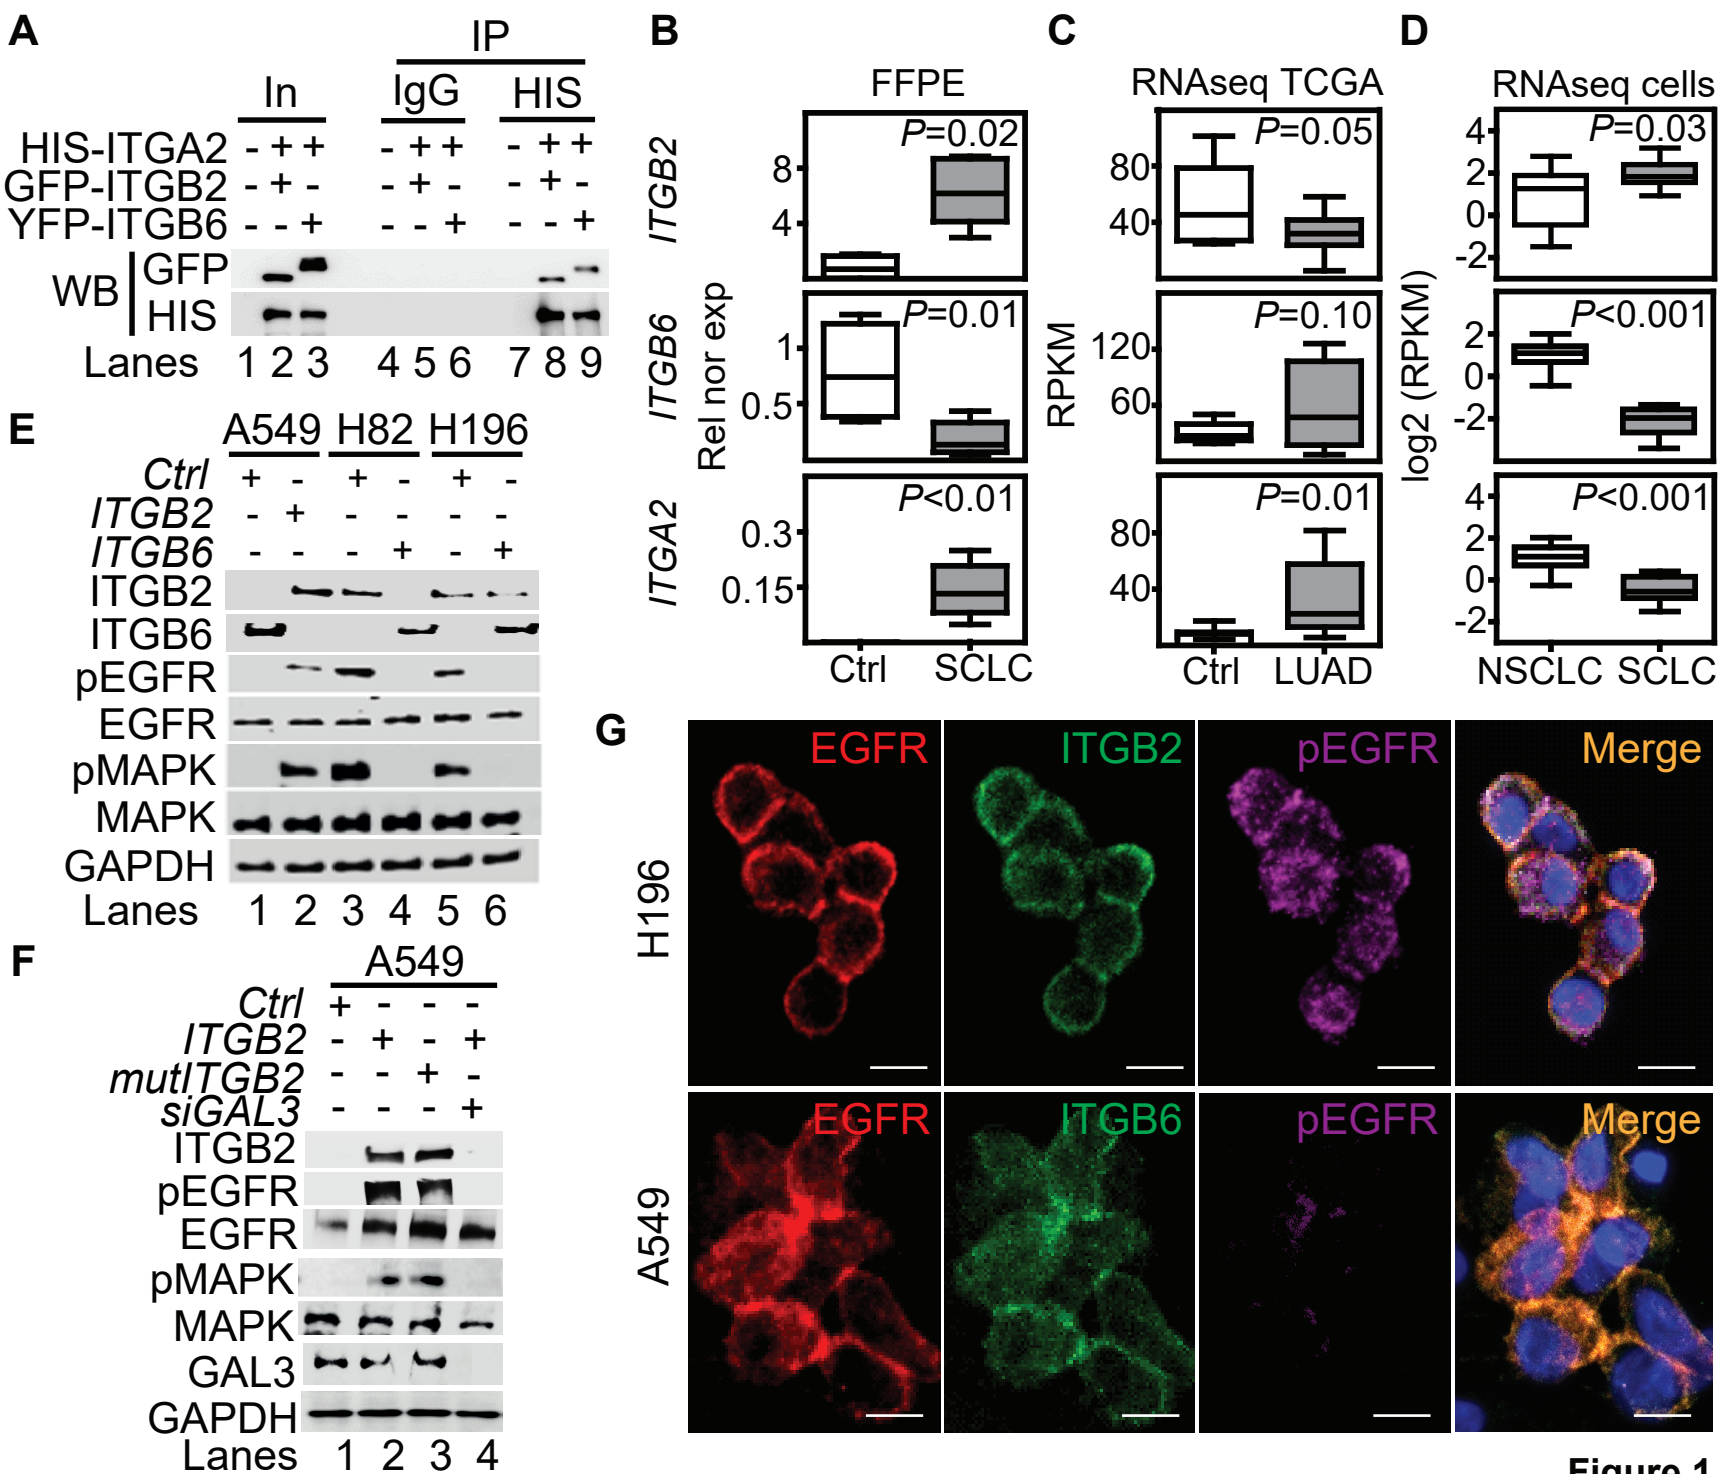 A
IP
In IgG HIS
HIS-ITGA2 - + + - + + - + +
GFP-ITGB2 - + - - + - - + -
YFP-ITGB6 - - + - - + - - +
WB
GFP
HIS
Lanes 1 2 3 4 5 6 7 8 9
B
FFPE
Rel nor exp
ITGB2
P=0.02
8
4
ITGB6
P=0.01
1
0.5
ITGA2
P<0.01
0.3
0.15
Ctrl SCLC
C
RNAseq TCGA
RPKM
P=0.05
80
40
P=0.10
120
60
P=0.01
80
40
Ctrl LUAD
D
RNAseq cells
log2 (RPKM)
P=0.03
4
2
0
-2
P<0.001
2
0
-2
P<0.001
4
2
0
-2
NSCLC SCLC
E
A549 H82 H196
Ctrl + - + - + -
ITGB2 - + - - - -
ITGB6 - - - + - +
ITGB2
ITGB6
pEGFR
EGFR
pMAPK
MAPK
GAPDH
Lanes 1 2 3 4 5 6
F
A549
Ctrl + - - -
ITGB2 - + - +
mutITGB2 - - + -
siGAL3 - - - +
ITGB2
pEGFR
EGFR
pMAPK
MAPK
GAL3
GAPDH
Lanes 1 2 3 4
G
H196
EGFR ITGB2 pEGFR Merge
A549
EGFR ITGB6 pEGFR Merge
Figure 1